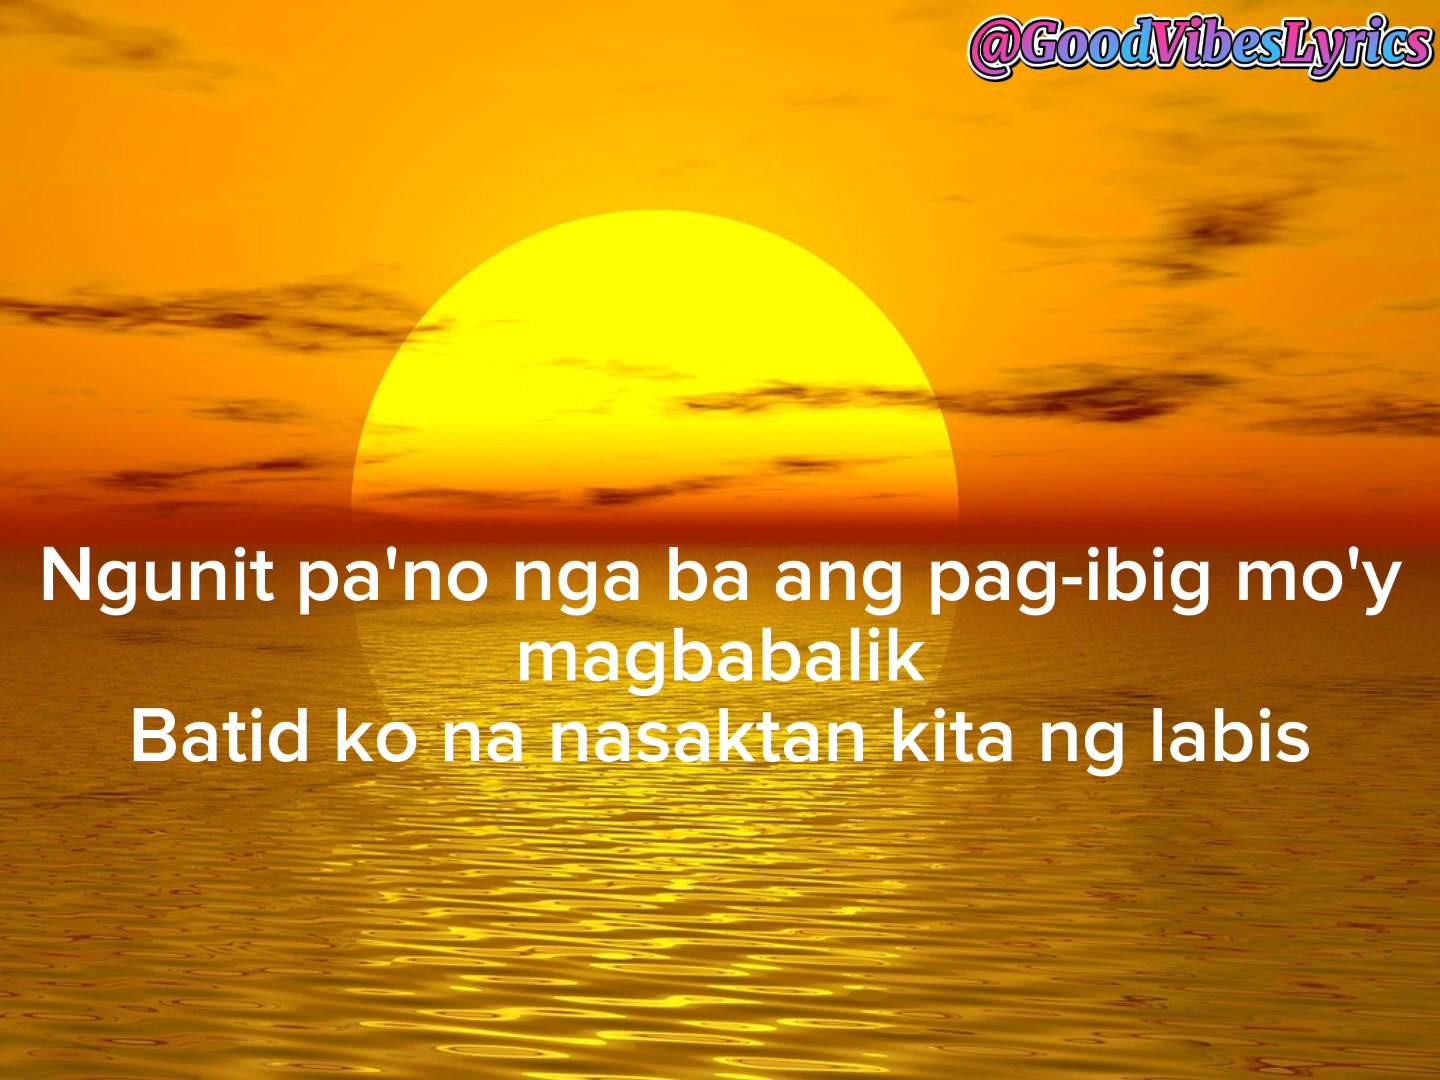 @GoodVibesLyrics
Ngunit pa'no nga ba ang pag-ibig mo'y
magbabalik
Batid ko na nasaktan kita ng labis